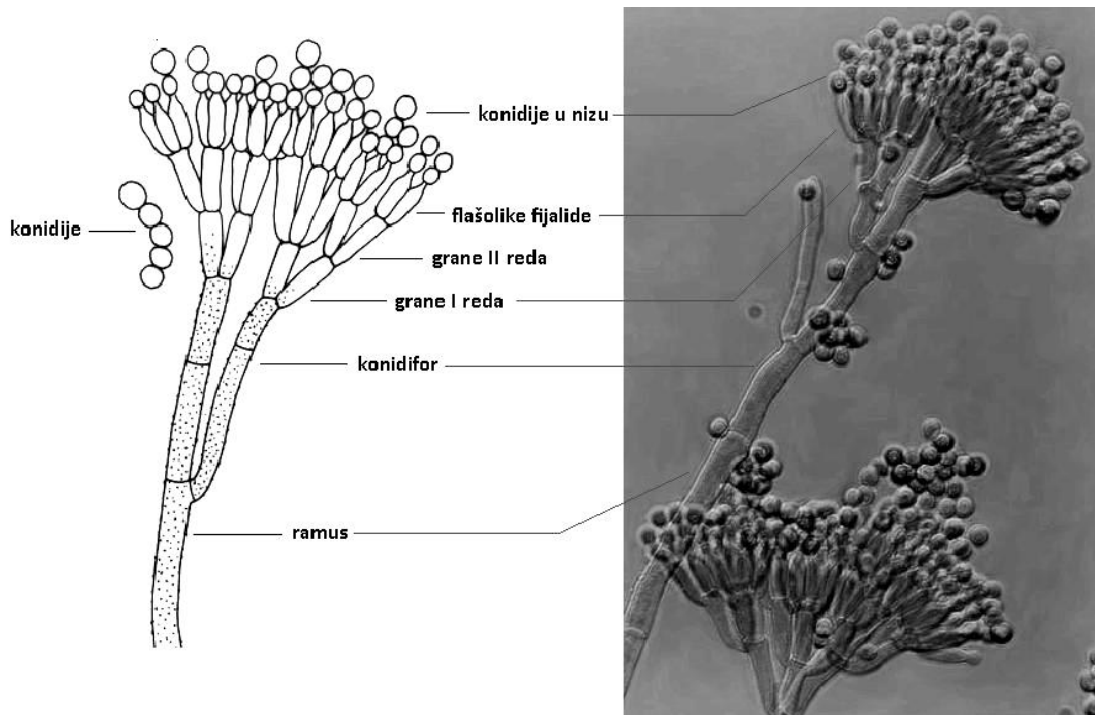 konidije u nizu
konidije
flašolike fijalide
grane II reda
grane I reda
konidifor
ramus